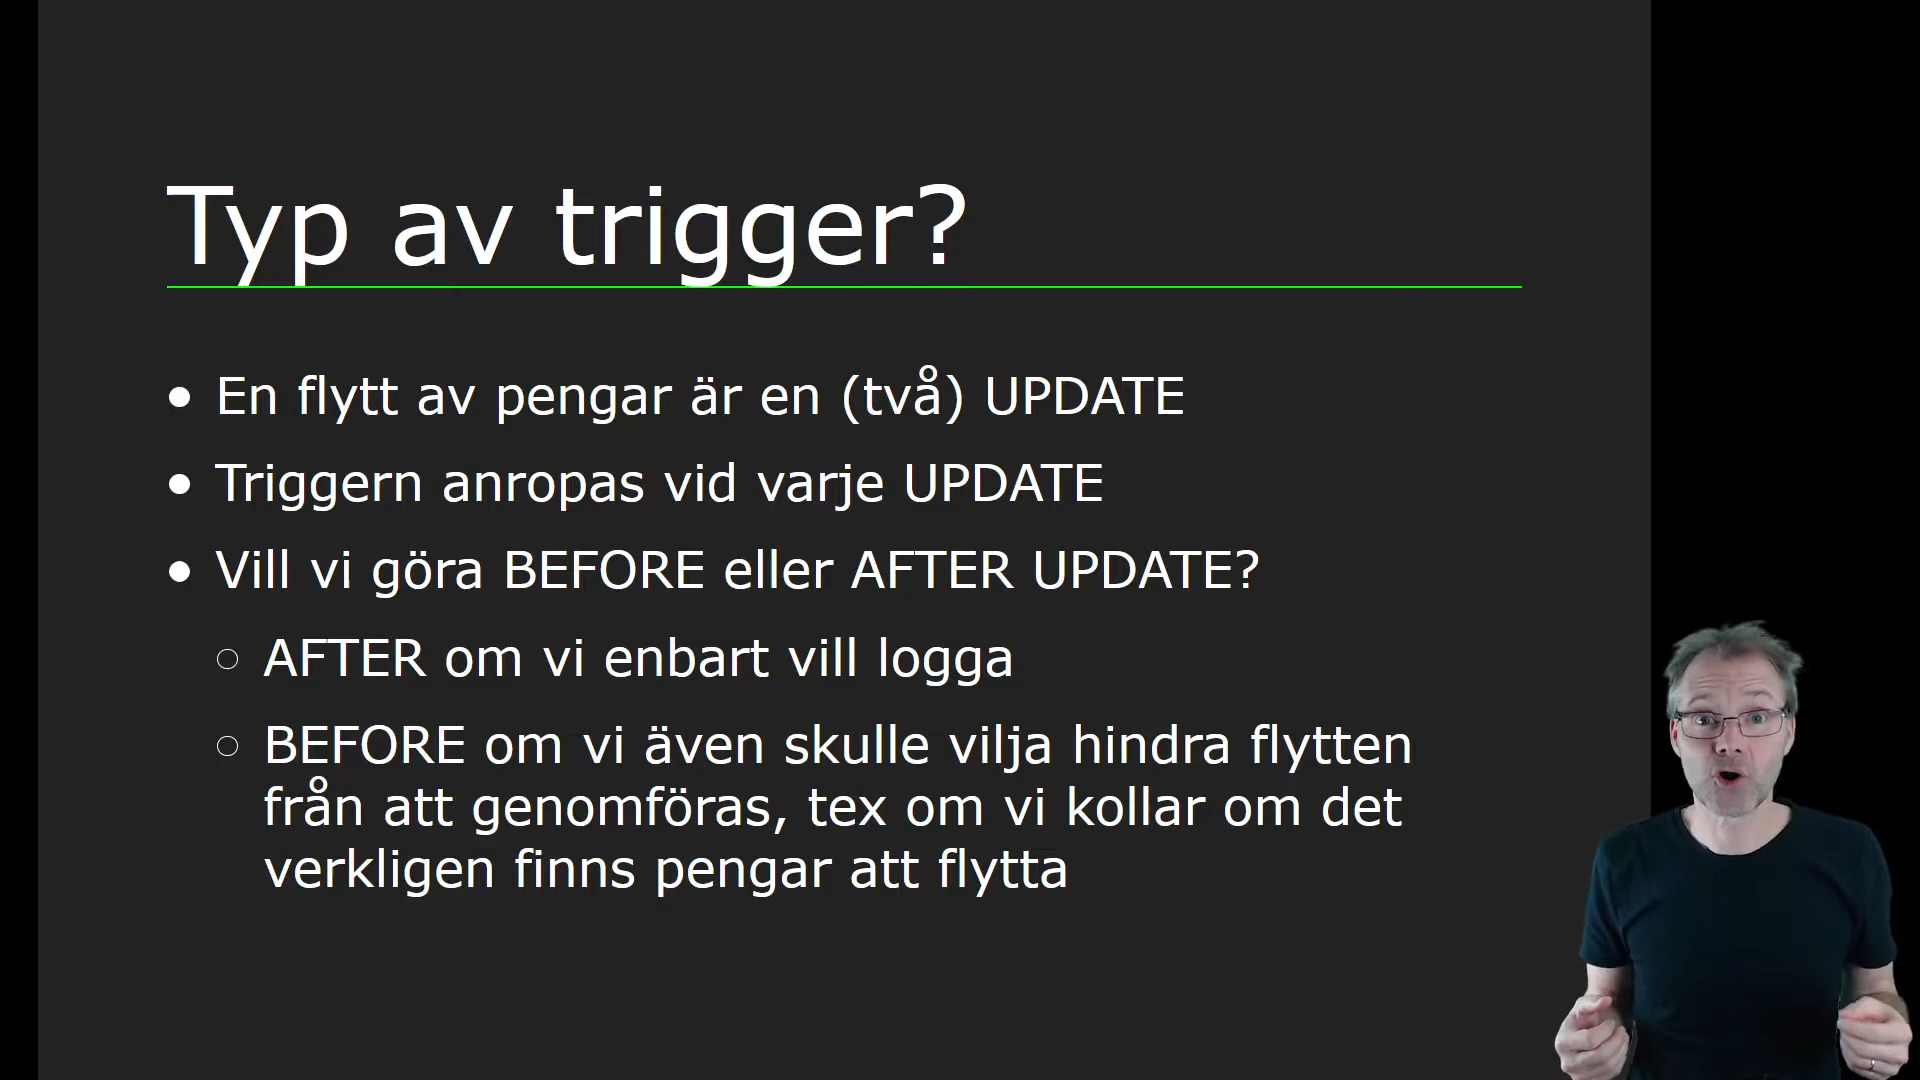 Typ av trigger?
En flytt av pengar är en (två) UPDATE
Triggern anropas vid varje UPDATE
Vill vi göra BEFORE eller AFTER UPDATE?
AFTER om vi enbart vill logga
BEFORE om vi även skulle vilja hindra flytten
från att genomföras, tex om vi kollar om det
verkligen finns pengar att flytta